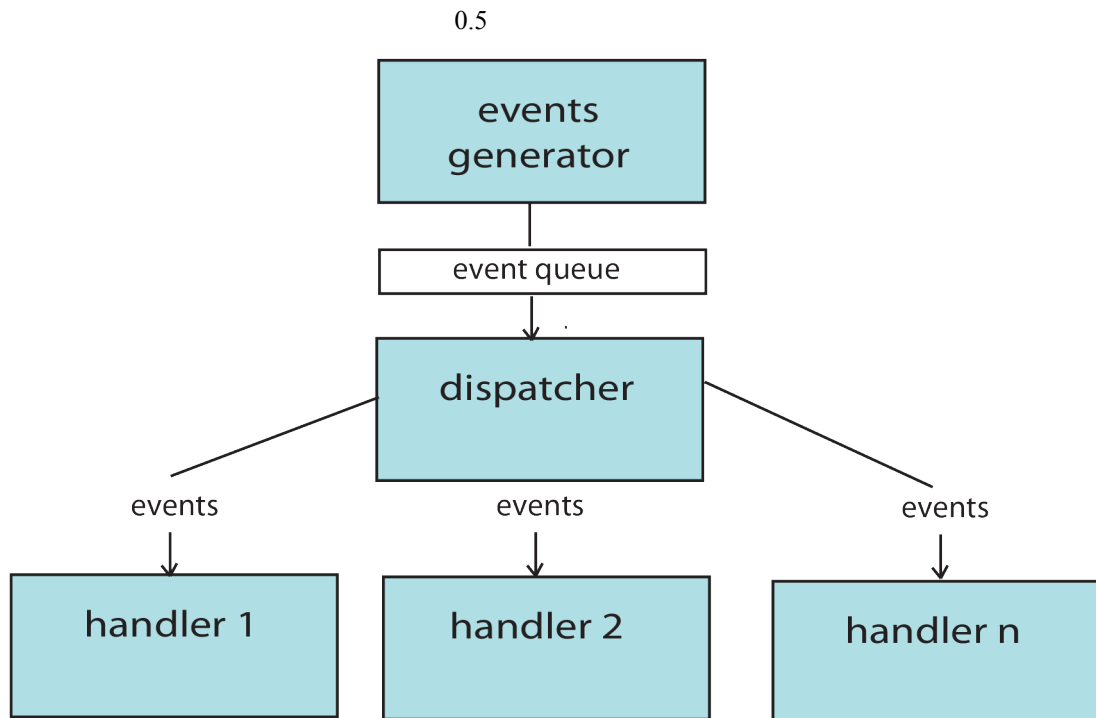 0.5
events
generator
event queue
dispatcher
events
events
events
handler 1
handler 2
handler n